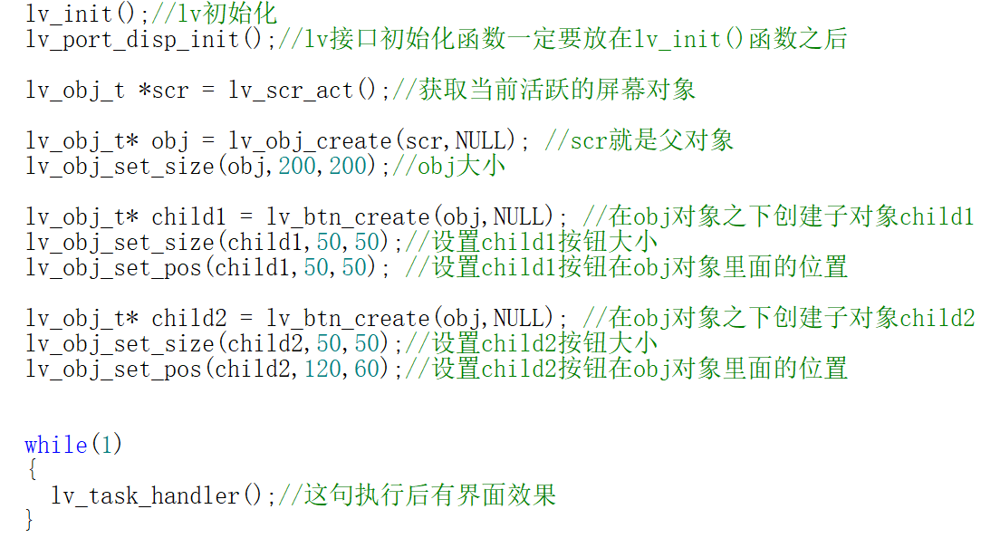 lv_init();//lv初始化
lv_port_disp_init();//lv接口初始化函数一定要放在lv_init()函数之后
lv_obj_t *scr = lv_scr_act();//获取当前活跃的屏幕对象
lv_obj_t* obj = lv_obj_create(scr,NULL); //scr就是父对象
lv_obj_set_size(obj,200,200);//obj大小
lv_obj_t* child1 = lv_btn_create(obj,NULL); //在obj对象之下创建子对象child1
lv_obj_set_size(child1,50,50);//设置child1按钮大小
lv_obj_set_pos(child1,50,50); //设置child1按钮在obj对象里面的位置
lv_obj_t* child2 = lv_btn_create(obj,NULL); //在obj对象之下创建子对象child2
lv_obj_set_size(child2,50,50);//设置child2按钮大小
lv_obj_set_pos(child2,120,60);//设置child2按钮在obj对象里面的位置
while(1)
{
lv_task_handler();//这句执行后有界面效果
}